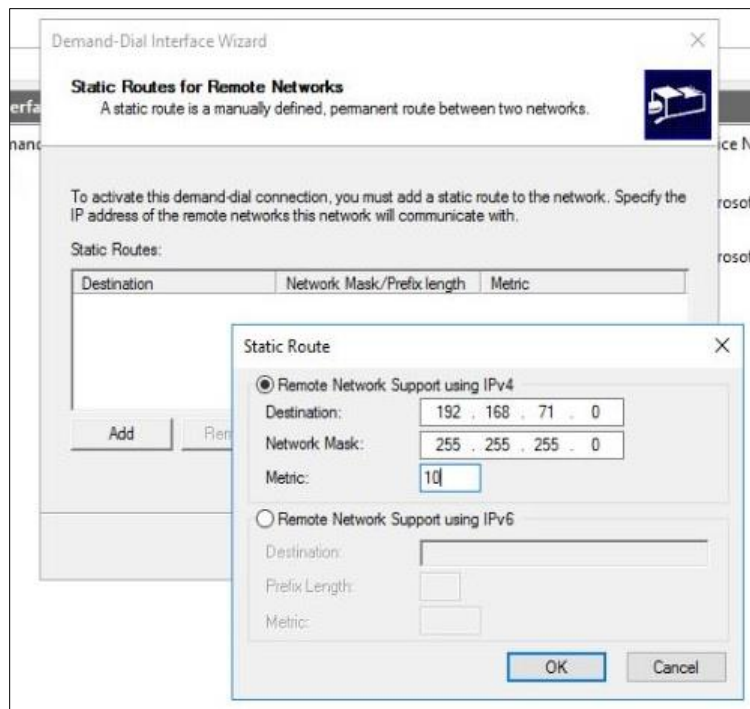 Demand-Dial Interface Wizard
Static Routes for Remote Networks
A static route is a manually defined, permanent route between two networks.
To activate this demand-dial connection, you must add a static route to the network. Specify the
IP address of the remote networks this network will communicate with.
Static Routes:
Destination Network Mask/Prefix length Metric
Add
Static Route
Remote Network Support using IPv4
Destination: 192 . 168 . 71 . 0
Network Mask: 255 . 255 . 255 . 0
Metric: 10
Remote Network Support using IPv6
Destination:
Prefix Length:
Metric:
OK Cancel